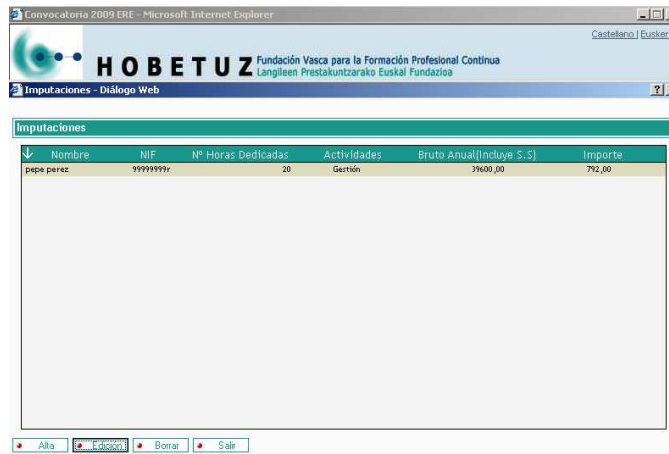 Convocatoria 2009 ERE - Microsoft Internet Explorer
Castellano | Eusker
HOBETUZ Fundación Vasca para la Formación Profesional Continua
Langileen Prestakuntzarako Euskal Fundazioa
Imputaciones - Diálogo Web
Imputaciones
Nombre NIF Nº Horas Dedicadas Actividades Bruto Anual(Incluye S.S) Importe
pepe perez 99999999r 20 Gestión 39600,00 792,00
Alta Edición Borrar Salir